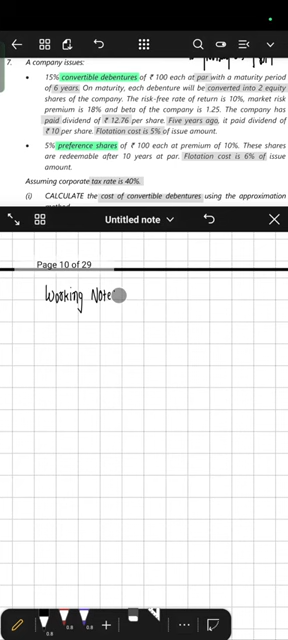 7. A company issues:
• 15% convertible debentures of ₹ 100 each at par with a maturity period
of 6 years. On maturity, each debenture will be converted into 2 equity
shares of the company. The risk-free rate of return is 10%, market risk
premium is 18% and beta of the company is 1.25. The company has
paid dividend of ₹ 12.76 per share. Five years ago, it paid dividend of
₹ 10 per share. Flotation cost is 5% of issue amount.
• 5% preference shares of ₹ 100 each at premium of 10%. These shares
are redeemable after 10 years at par. Flotation cost is 6% of issue
amount.
Assuming corporate tax rate is 40%.
(i) CALCULATE the cost of convertible debentures using the approximation
Untitled note
Page 10 of 29
Working Note
0.8 0.8 0.8